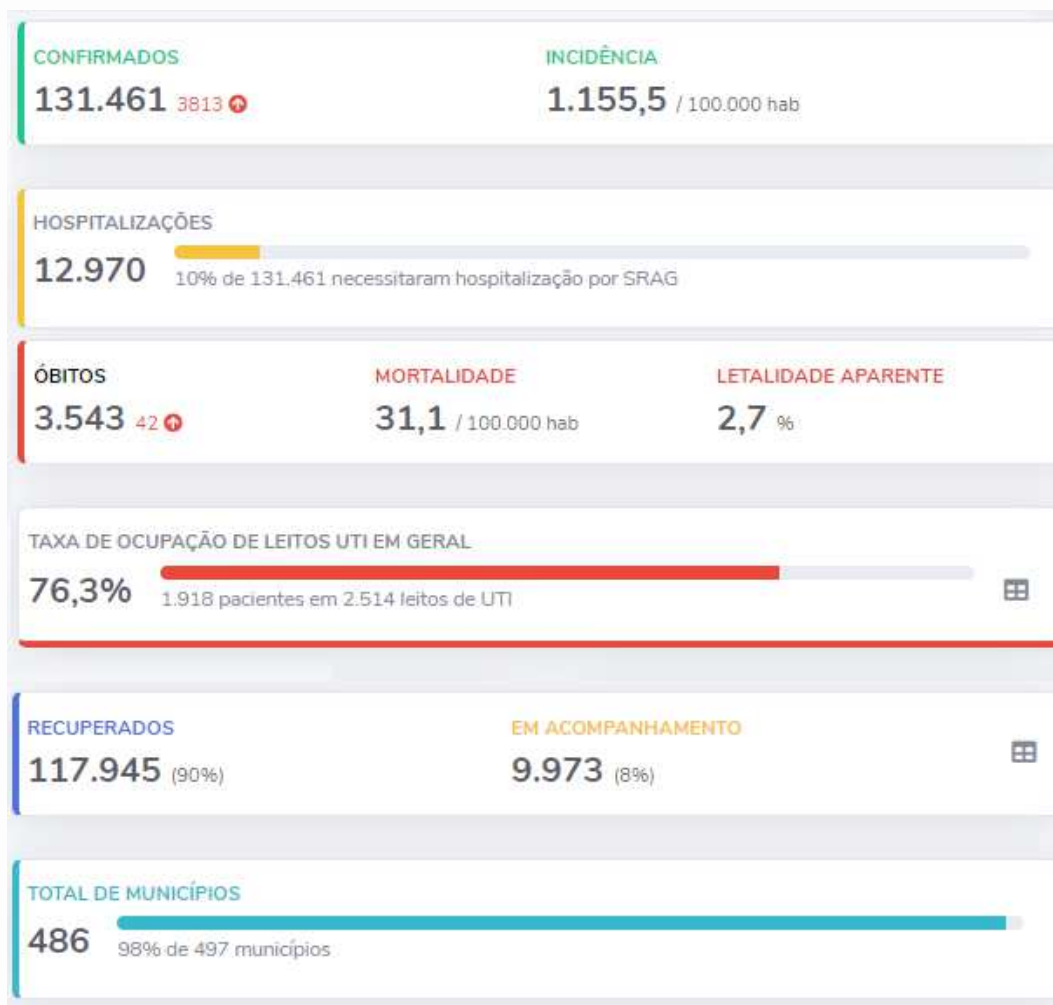 CONFIRMADOS INCIDÊNCIA
131.461 3813 1.155,5 / 100.000 hab
HOSPITALIZAÇÕES
12.970 10% de 131.461 necessitaram hospitalização por SRAG
ÓBITOS MORTALIDADE LETALIDADE APARENTE
3.543 42 31,1 / 100.000 hab 2,7 %
TAXA DE OCUPAÇÃO DE LEITOS UTI EM GERAL
76,3% 1.918 pacientes em 2.514 leitos de UTI
RECUPERADOS EM ACOMPANHAMENTO
117.945 (90%) 9.973 (8%)
TOTAL DE MUNICÍPIOS
486 98% de 497 municípios